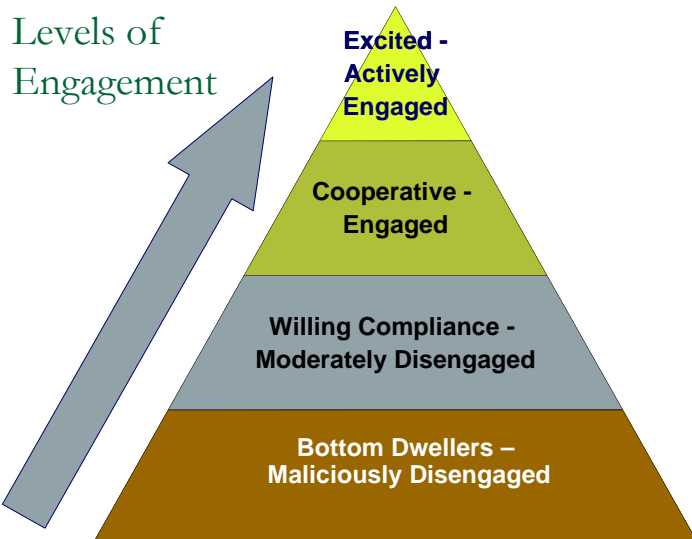 Levels of
Engagement
Excited -
Actively
Engaged
Cooperative -
Engaged
Willing Compliance -
Moderately Disengaged
Bottom Dwellers –
Maliciously Disengaged